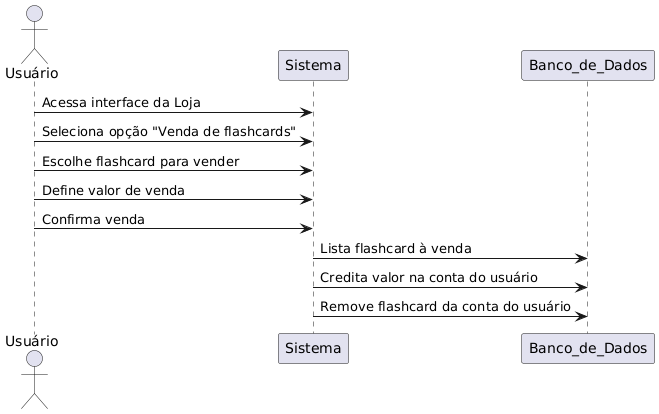 Usuário
Sistema
Banco_de_Dados
Acessa interface da Loja
Seleciona opção "Venda de flashcards"
Escolhe flashcard para vender
Define valor de venda
Confirma venda
Lista flashcard à venda
Credita valor na conta do usuário
Remove flashcard da conta do usuário
Usuário
Sistema
Banco_de_Dados